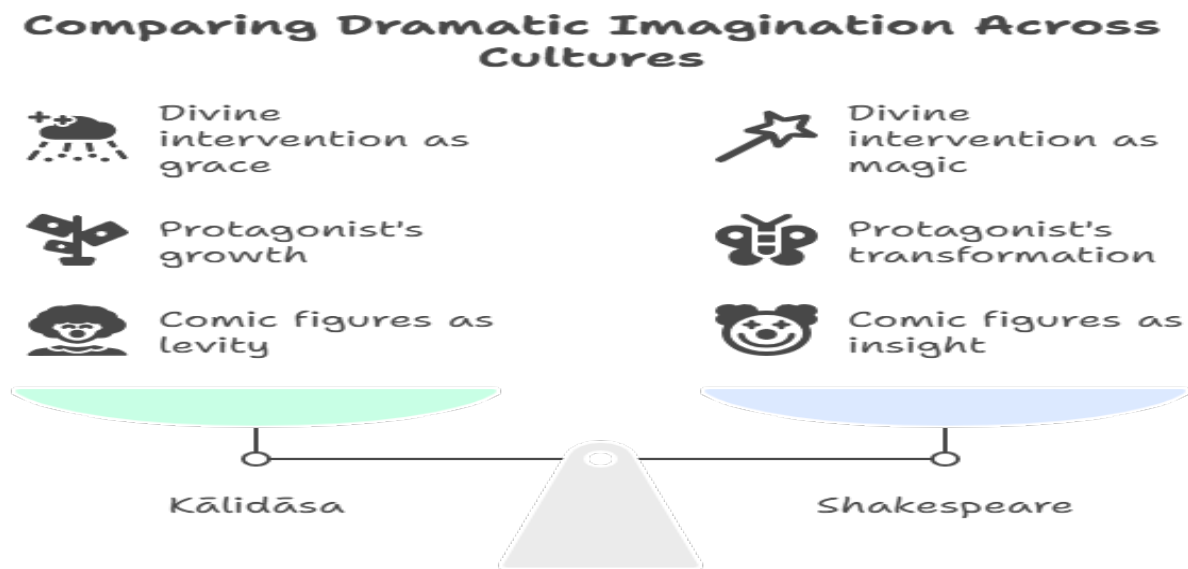 Comparing Dramatic Imagination Across
Cultures
Divine
intervention as
grace
Protagonist's
growth
Comic figures as
levity
Divine
intervention as
magic
Protagonist's
transformation
Comic figures as
insight
Kālidāsa
Shakespeare